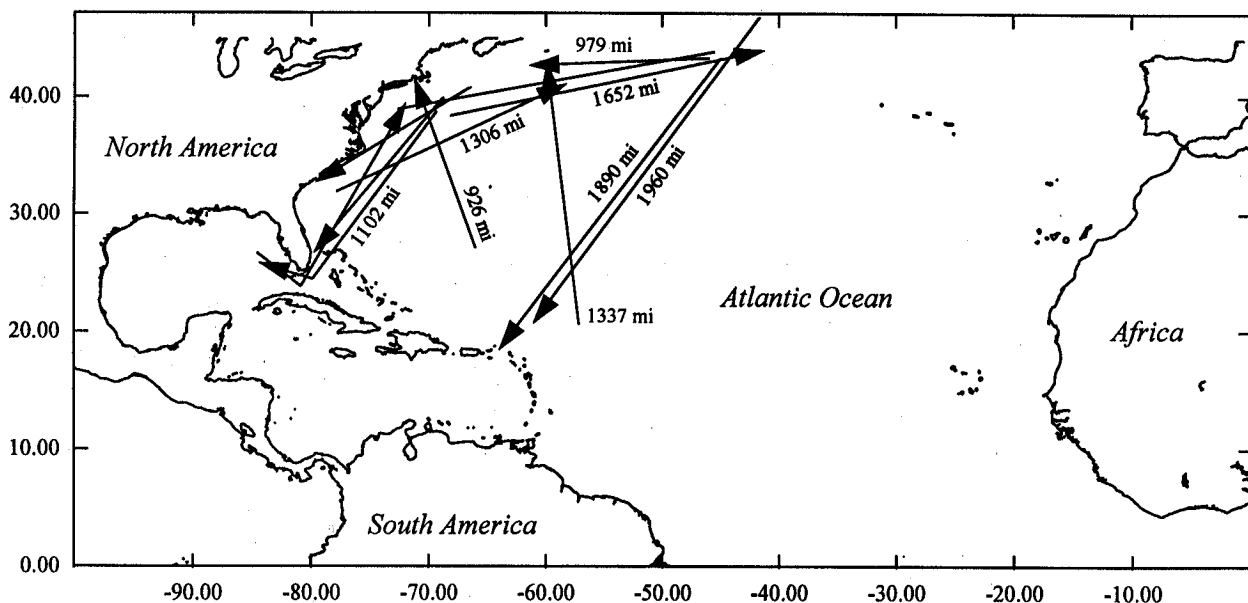 979 mi
1652 mi
40.00
North America
1306 mi
1890 mi
1960 mi
926 mi
30.00
1102 mi
Atlantic Ocean
1337 mi
20.00
Africa
10.00
South America
0.00
-90.00 -80.00 -70.00 -60.00 -50.00 -40.00 -30.00 -20.00 -10.00